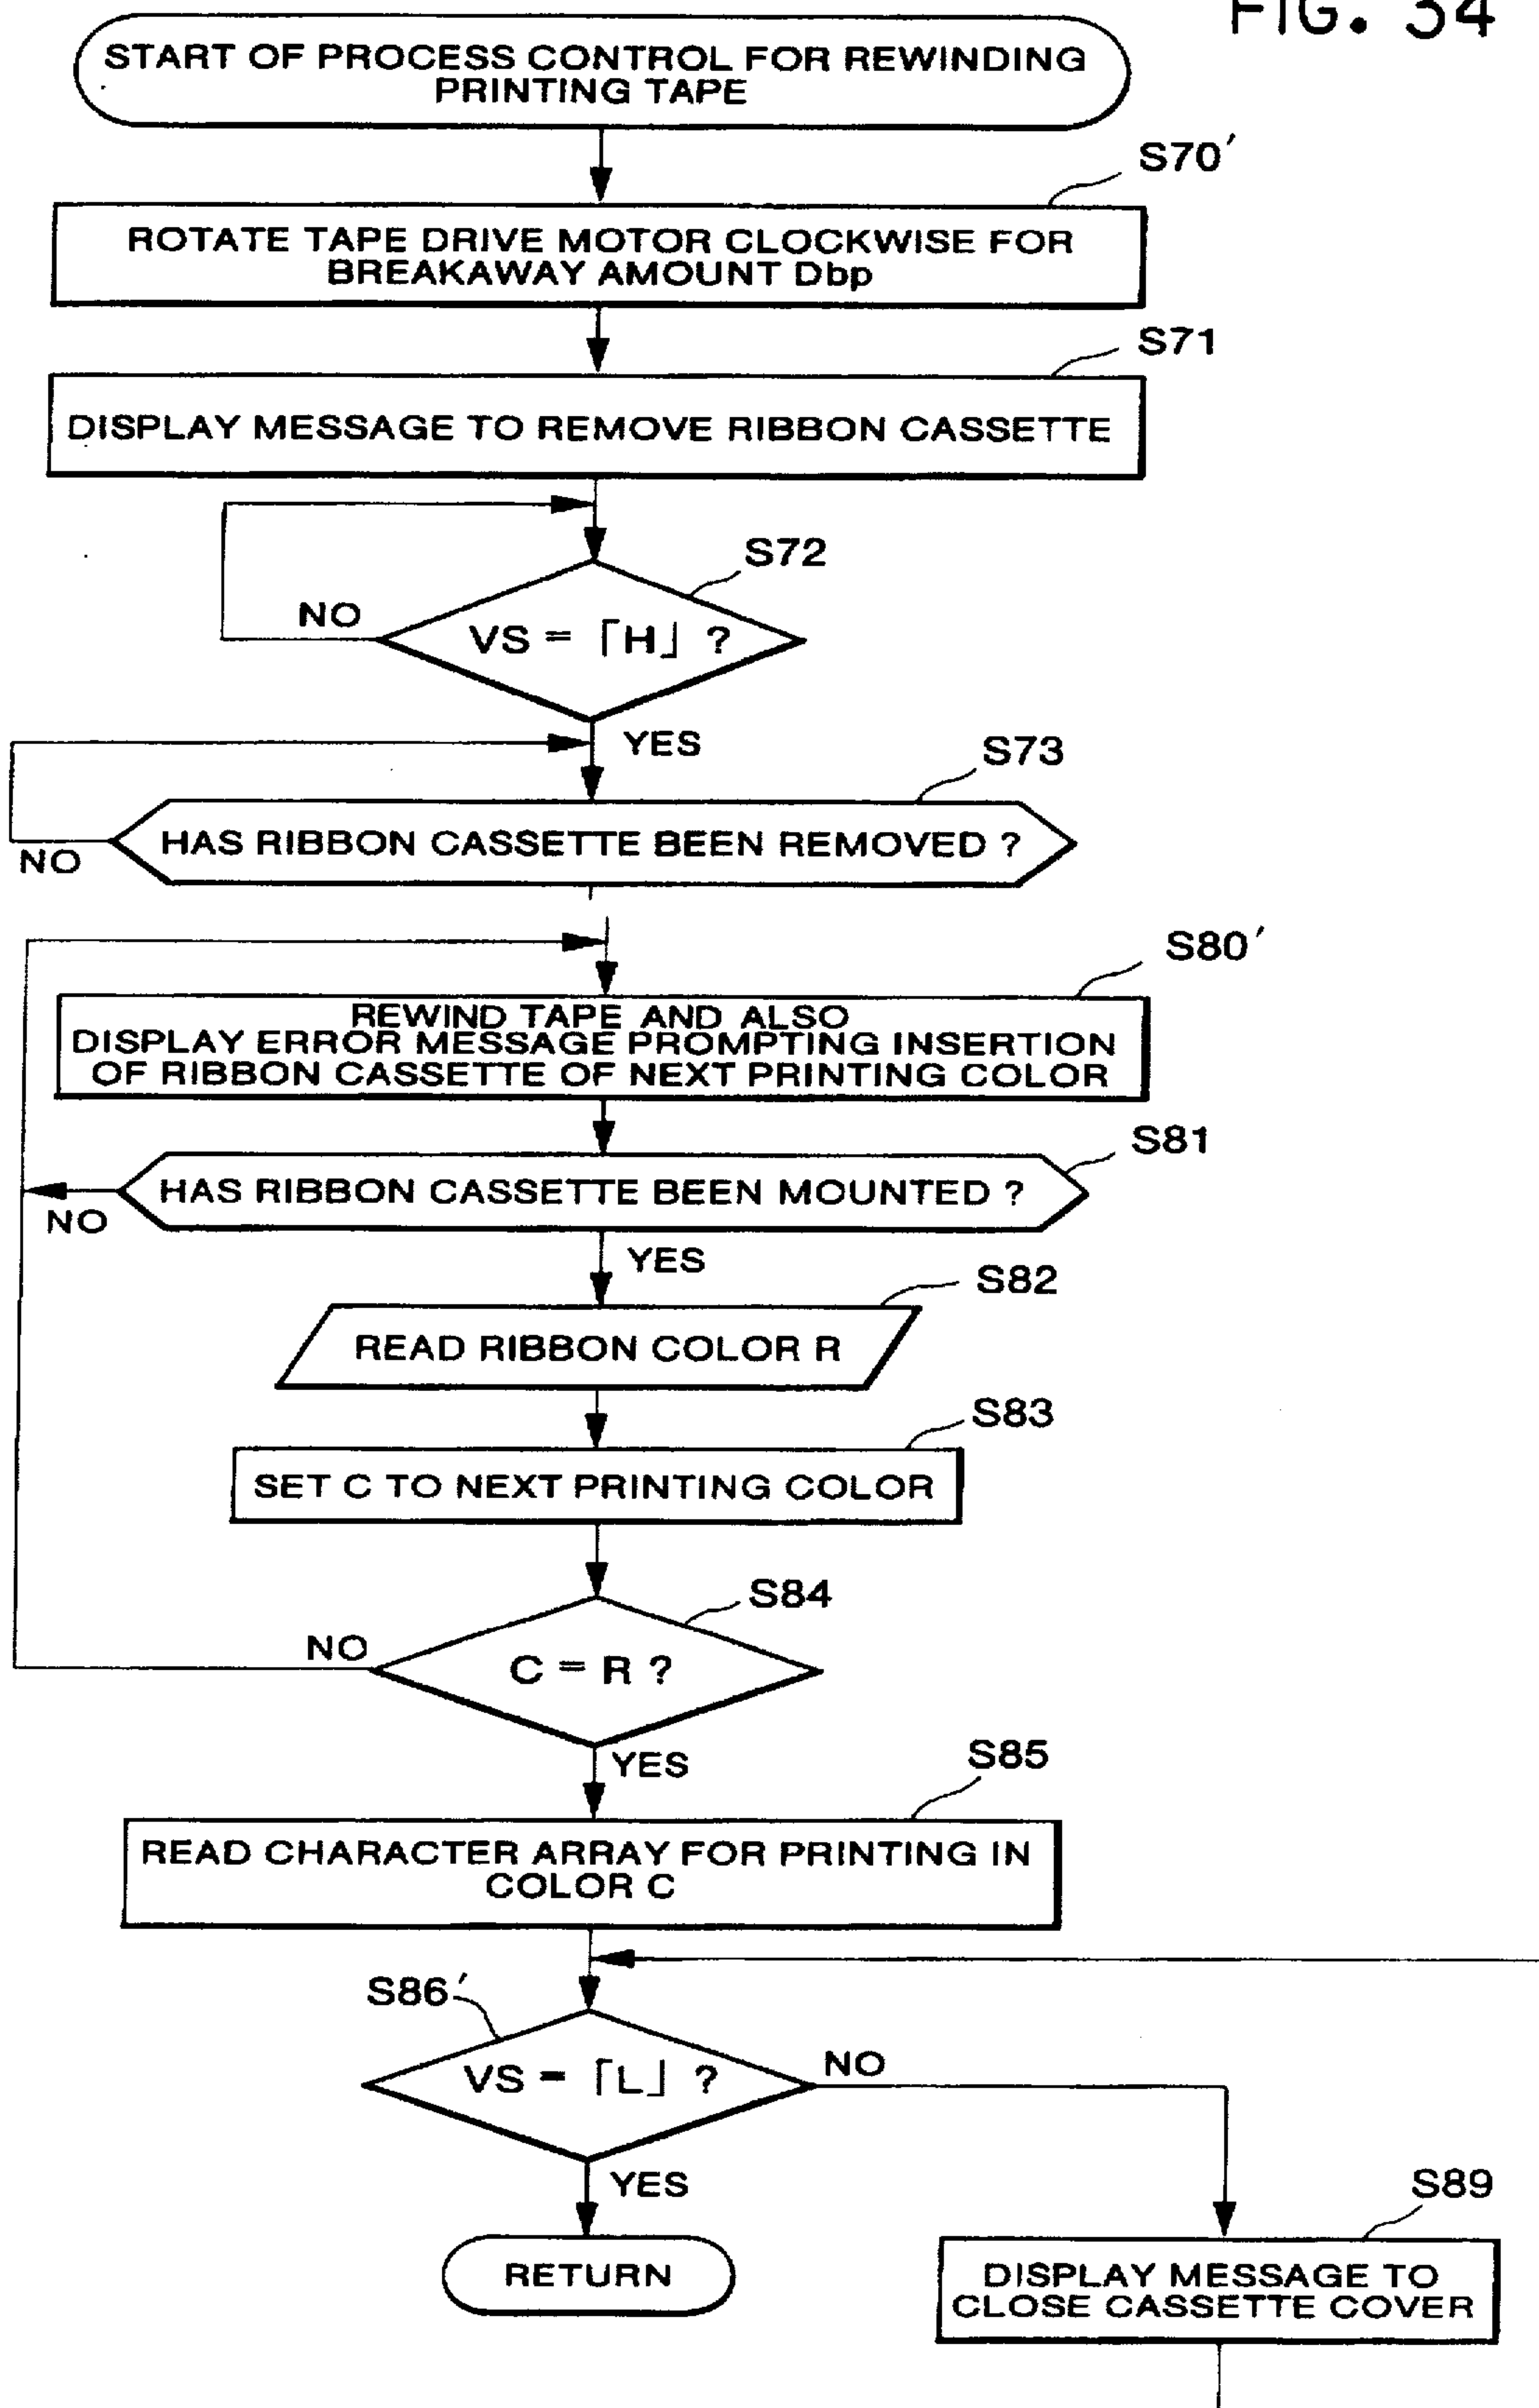 FIG. 34
START OF PROCESS CONTROL FOR REWINDING
PRINTING TAPE
S70′
ROTATE TAPE DRIVE MOTOR CLOCKWISE FOR
BREAKAWAY AMOUNT Dbp
S71
DISPLAY MESSAGE TO REMOVE RIBBON CASSETTE
S72
NO
VS = ｢H｣ ?
YES
S73
HAS RIBBON CASSETTE BEEN REMOVED ?
NO
S80′
REWIND TAPE AND ALSO
DISPLAY ERROR MESSAGE PROMPTING INSERTION
OF RIBBON CASSETTE OF NEXT PRINTING COLOR
S81
HAS RIBBON CASSETTE BEEN MOUNTED ?
NO
YES
S82
READ RIBBON COLOR R
S83
SET C TO NEXT PRINTING COLOR
S84
NO
C = R ?
YES
S85
READ CHARACTER ARRAY FOR PRINTING IN
COLOR C
S86′
VS = ｢L｣ ?
NO
YES
S89
RETURN
DISPLAY MESSAGE TO
CLOSE CASSETTE COVER